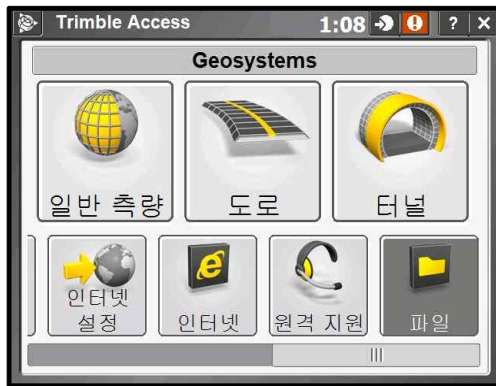 Trimble Access 1:08 ? ×
Geosystems
일반 측량 도로 터널
인터넷 설정 인터넷 원격 지원 파일